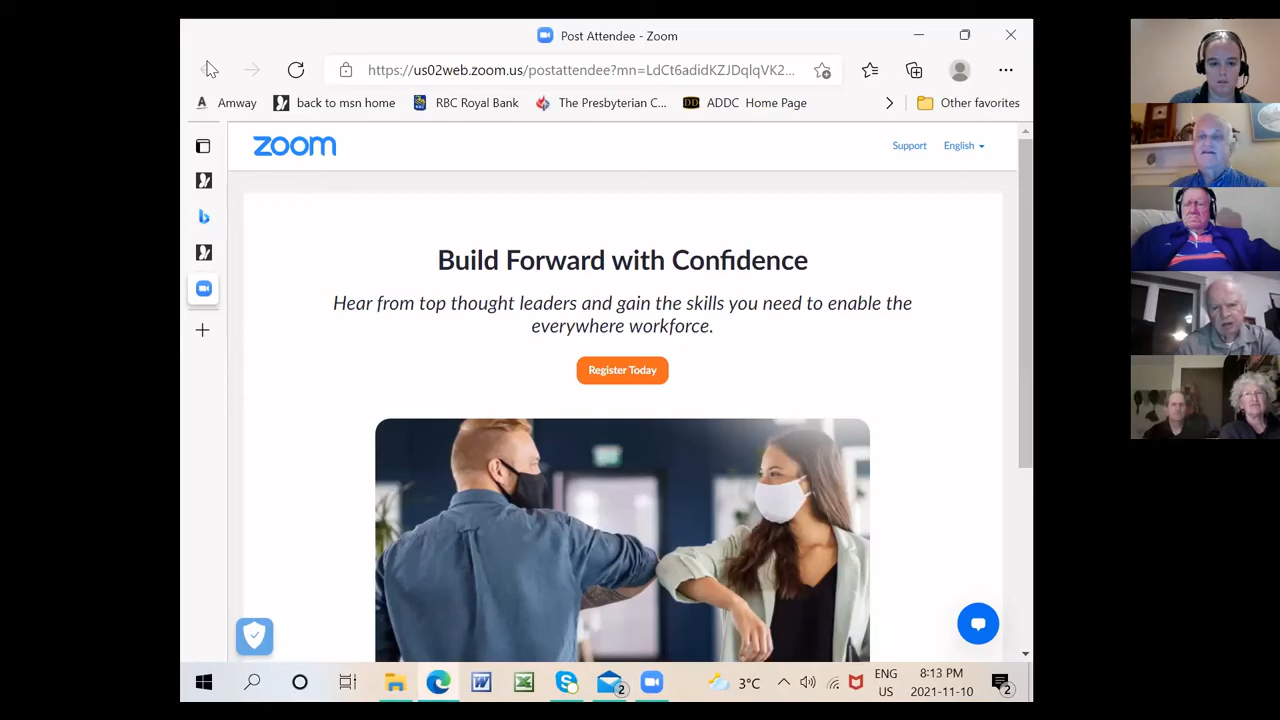 Post Attendee - Zoom
https://us02web.zoom.us/postattendee?mn=LdCt6adidKZJDqlqVK2...
Amway
back to msn home
RBC Royal Bank
The Presbyterian C...
DD
ADDC Home Page
Other favorites
zoom
Support
English
Build Forward with Confidence
Hear from top thought leaders and gain the skills you need to enable the
everywhere workforce.
Register Today
2
3°C
ENG
US
8:13 PM
2021-11-10
2